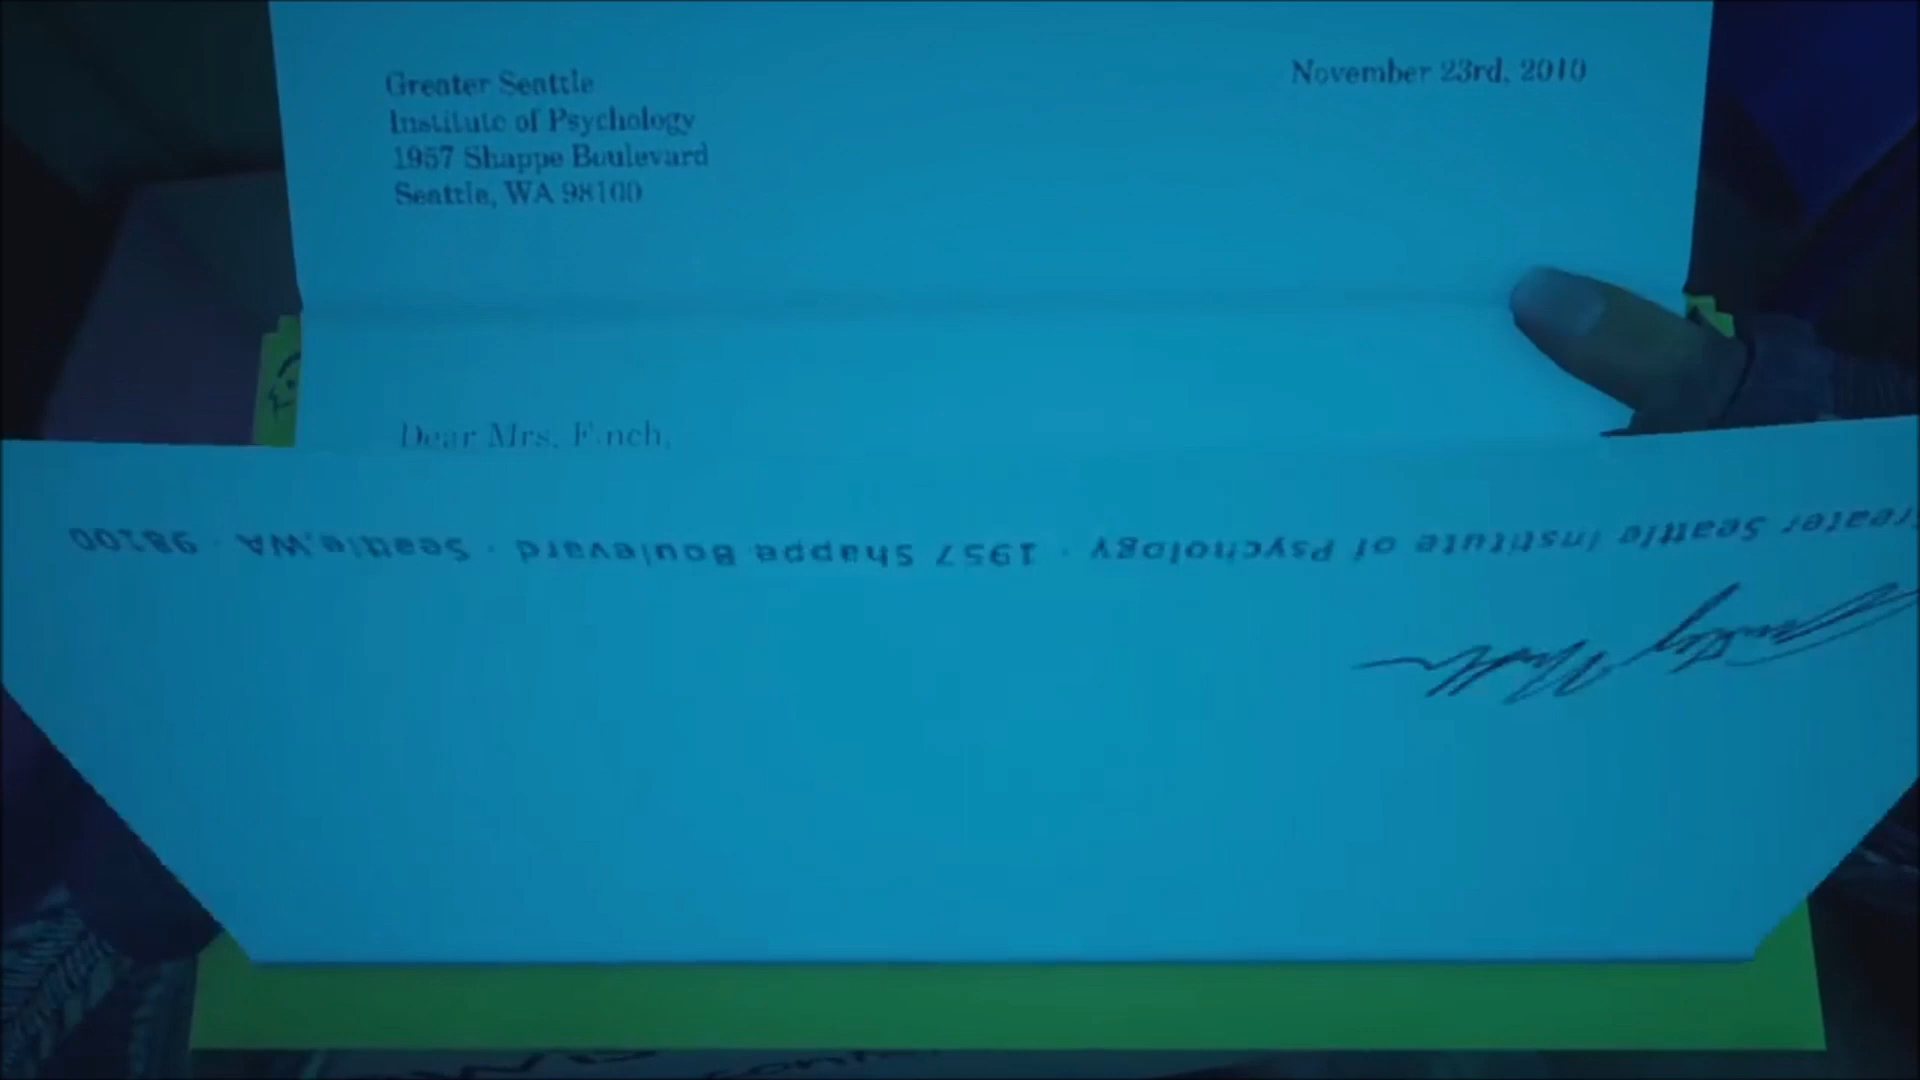 Greater Seattle
Institute of Psychology
1957 Shappe Boulevard
Seattle, WA 98100
November 23rd, 2010
Dear Mrs. Finch,
reater Seattle Institute of Psychology · 1957 Shappe Boulevard · Seattle, WA · 98100